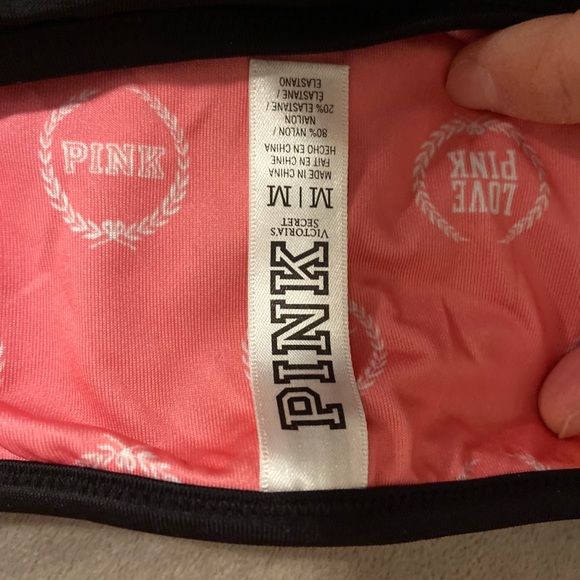 PINK
VICTORIA'S
SECRET
M | M
MADE IN CHINA
FAIT EN CHINE
HECHO EN CHINA
80% NYLON /
NAILON
20% ELASTANE /
ÉLASTANE /
ELASTANO
PINK
LOVE
PINK